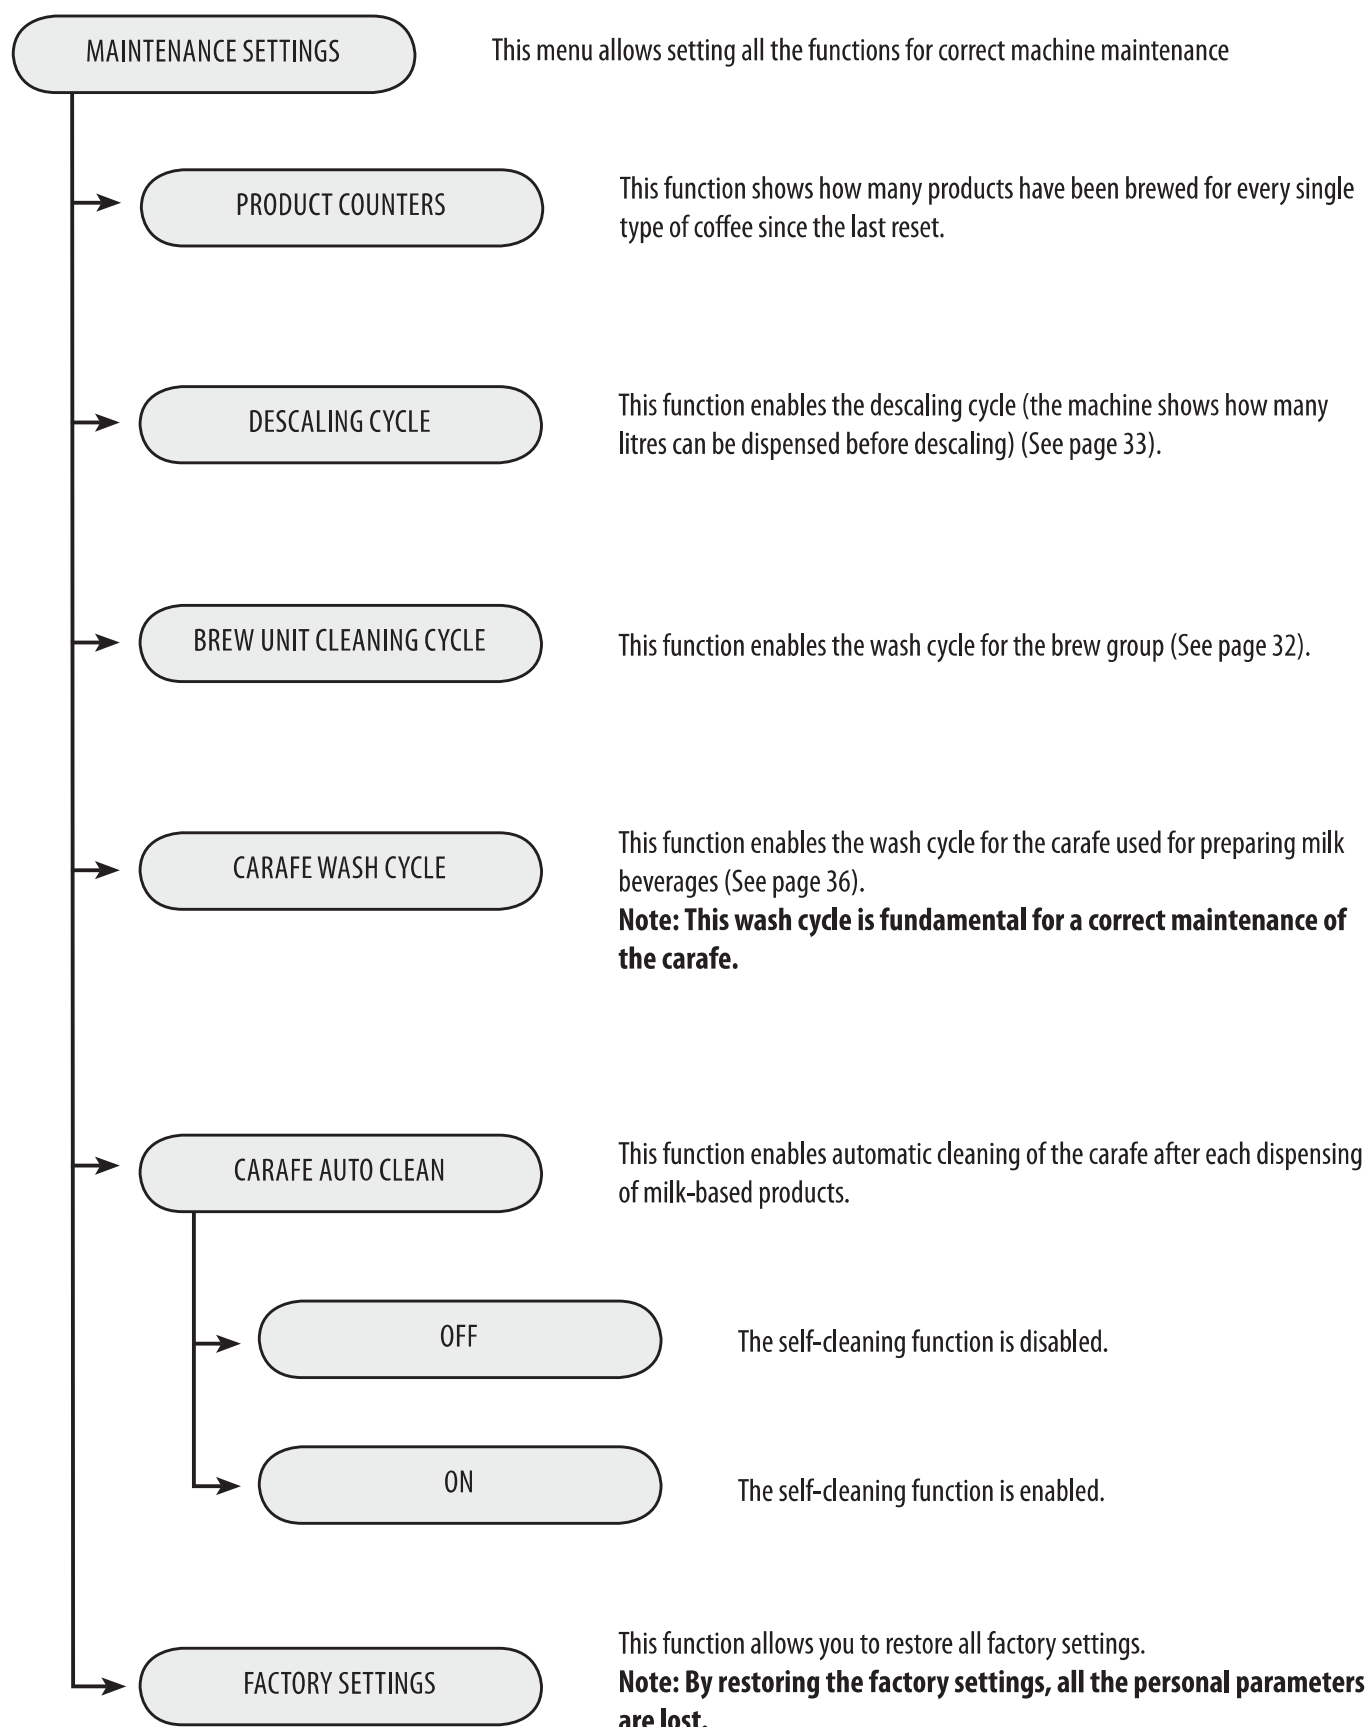 MAINTENANCE SETTINGS
This menu allows setting all the functions for correct machine maintenance
PRODUCT COUNTERS
This function shows how many products have been brewed for every single
type of coffee since the last reset.
DESCALING CYCLE
This function enables the descaling cycle (the machine shows how many
litres can be dispensed before descaling) (See page 33).
BREW UNIT CLEANING CYCLE
This function enables the wash cycle for the brew group (See page 32).
CARAFE WASH CYCLE
This function enables the wash cycle for the carafe used for preparing milk
beverages (See page 36).
Note: This wash cycle is fundamental for a correct maintenance of
the carafe.
CARAFE AUTO CLEAN
This function enables automatic cleaning of the carafe after each dispensing
of milk-based products.
OFF
The self-cleaning function is disabled.
ON
The self-cleaning function is enabled.
FACTORY SETTINGS
This function allows you to restore all factory settings.
Note: By restoring the factory settings, all the personal parameters
are lost.